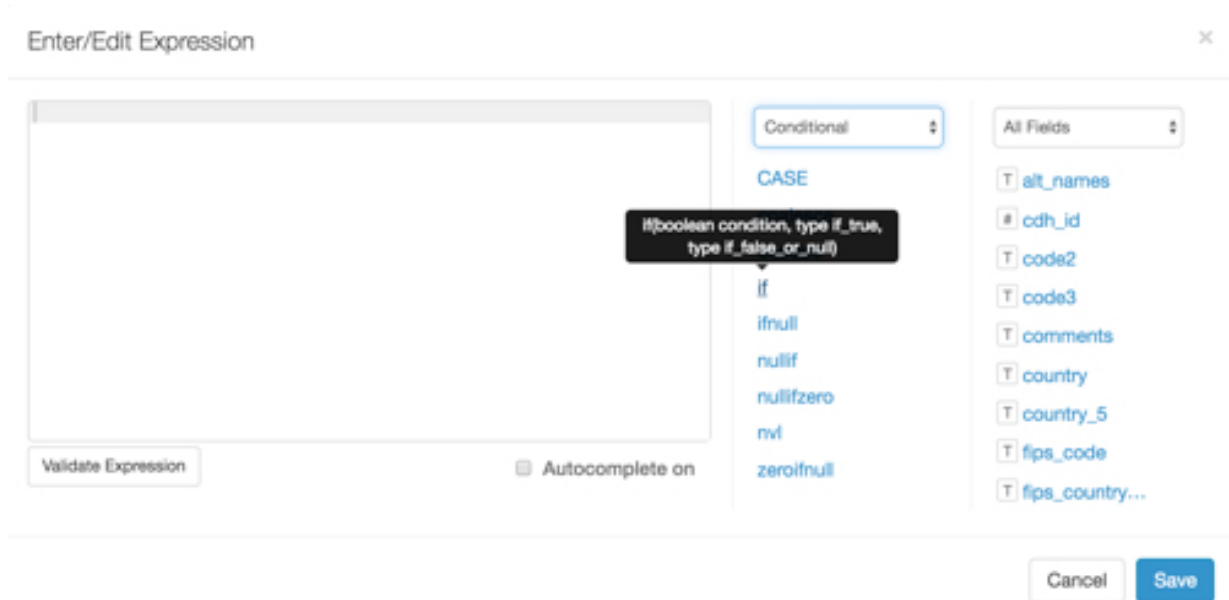 Enter/Edit Expression
×
Conditional
CASE
if(boolean condition, type if_true,
type if_false_or_null)
if
ifnull
nullif
nullifzero
nvl
zeroifnull
All Fields
T alt_names
# cdh_id
T code2
T code3
T comments
T country
T country_5
T fips_code
T fips_country...
Validate Expression
Autocomplete on
Cancel
Save